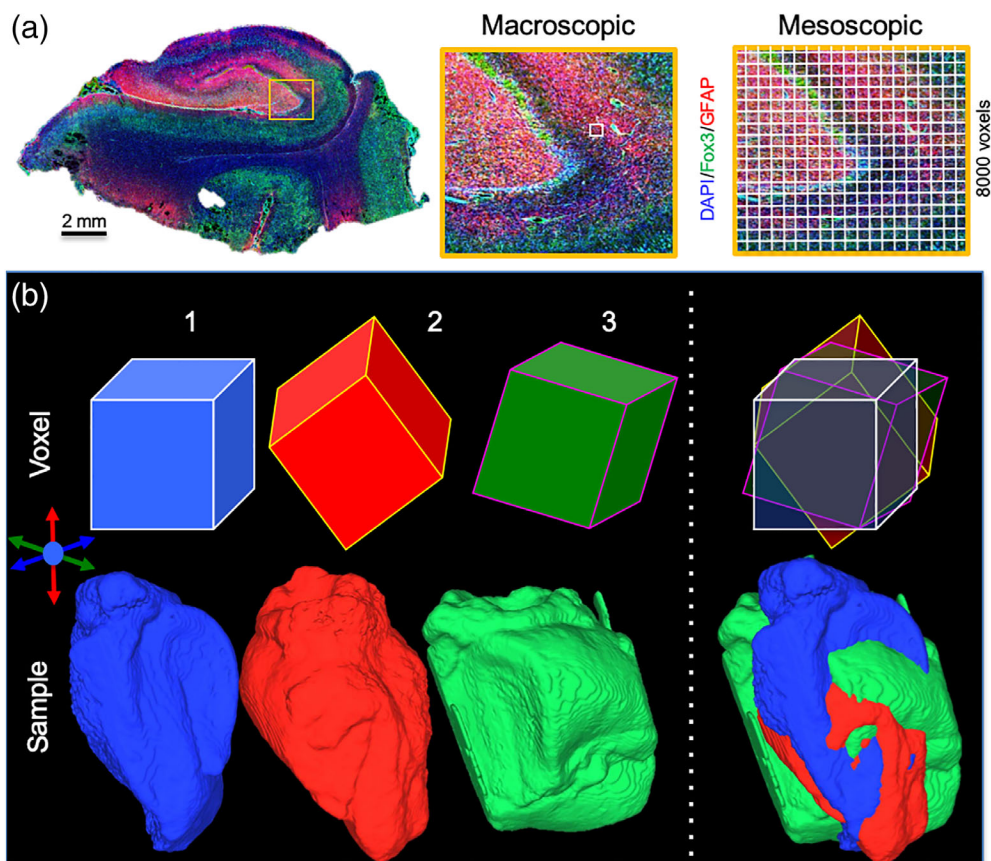 (a)
Macroscopic
Mesoscopic
2 mm
DAPI/Fox3/GFAP
8000 voxels
(b)
1
2
3
Voxel
Sample